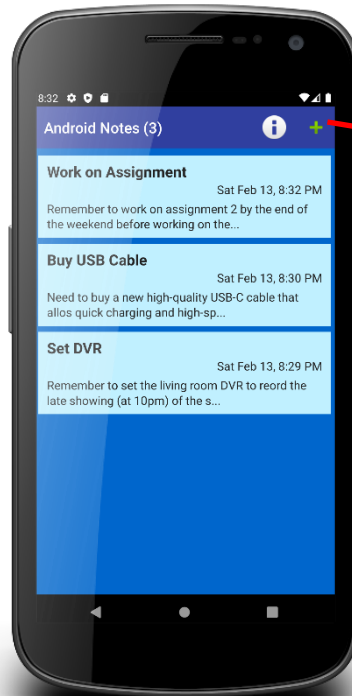 8:32
Android Notes (3)
Work on Assignment
Sat Feb 13, 8:32 PM
Remember to work on assignment 2 by the end of
the weekend before working on the...
Buy USB Cable
Sat Feb 13, 8:30 PM
Need to buy a new high-quality USB-C cable that
allos quick charging and high-sp...
Set DVR
Sat Feb 13, 8:29 PM
Remember to set the living room DVR to reord the
late showing (at 10pm) of the s...